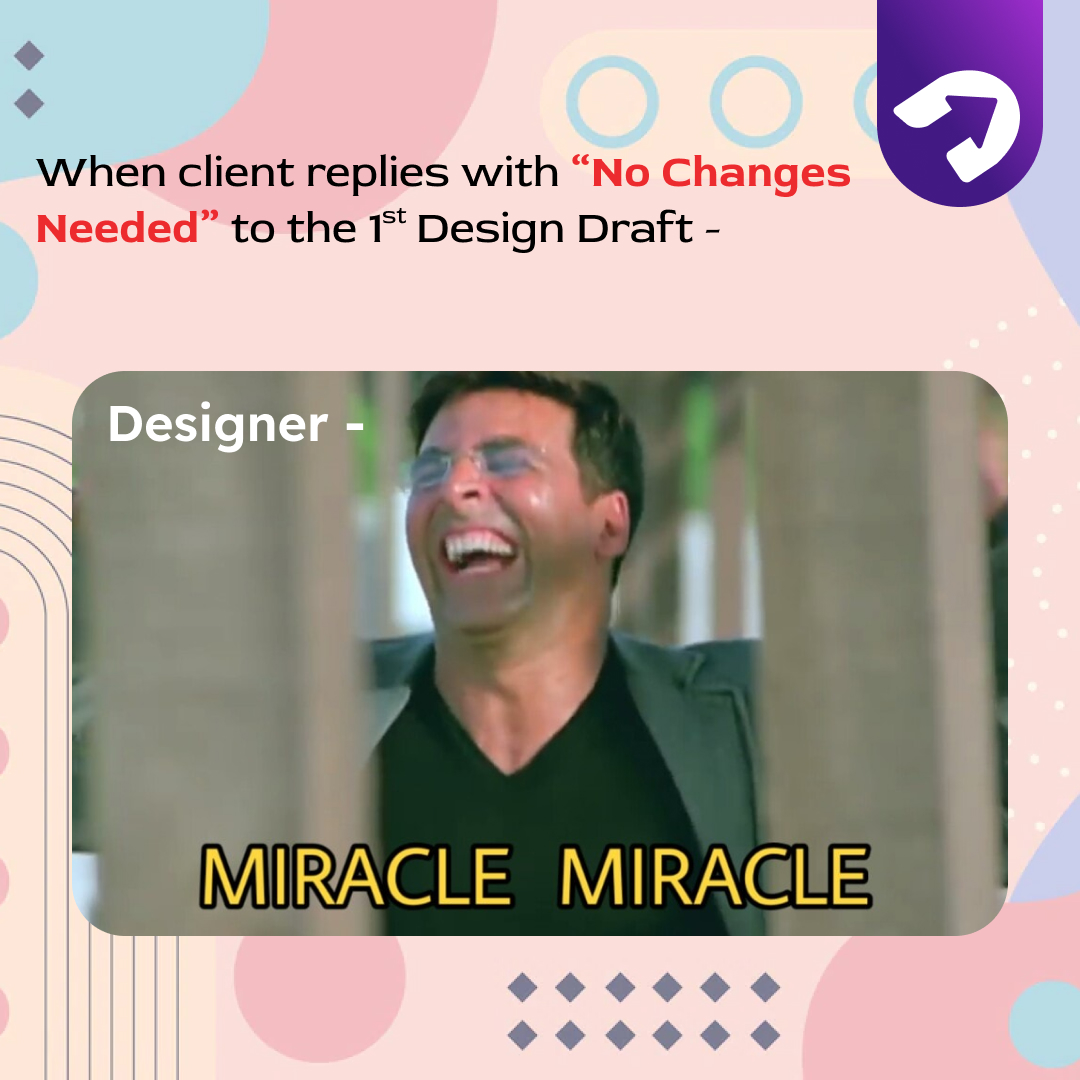 When client replies with “No Changes
Needed” to the 1st Design Draft -
Designer -
MIRACLE MIRACLE